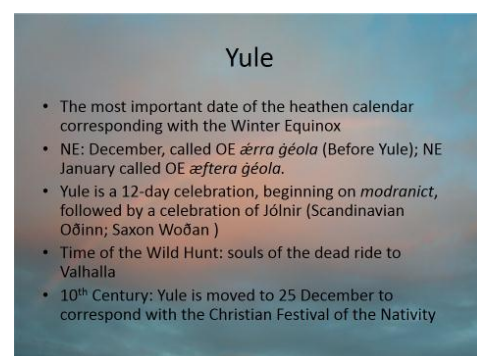 Yule
• The most important date of the heathen calendar
corresponding with the Winter Equinox
• NE: December, called OE ǽrra ġéola (Before Yule); NE
January called OE æftera ġéola.
• Yule is a 12-day celebration, beginning on modranict,
followed by a celebration of Jólnir (Scandinavian
Oðinn; Saxon Woðan )
• Time of the Wild Hunt: souls of the dead ride to
Valhalla
• 10th Century: Yule is moved to 25 December to
correspond with the Christian Festival of the Nativity